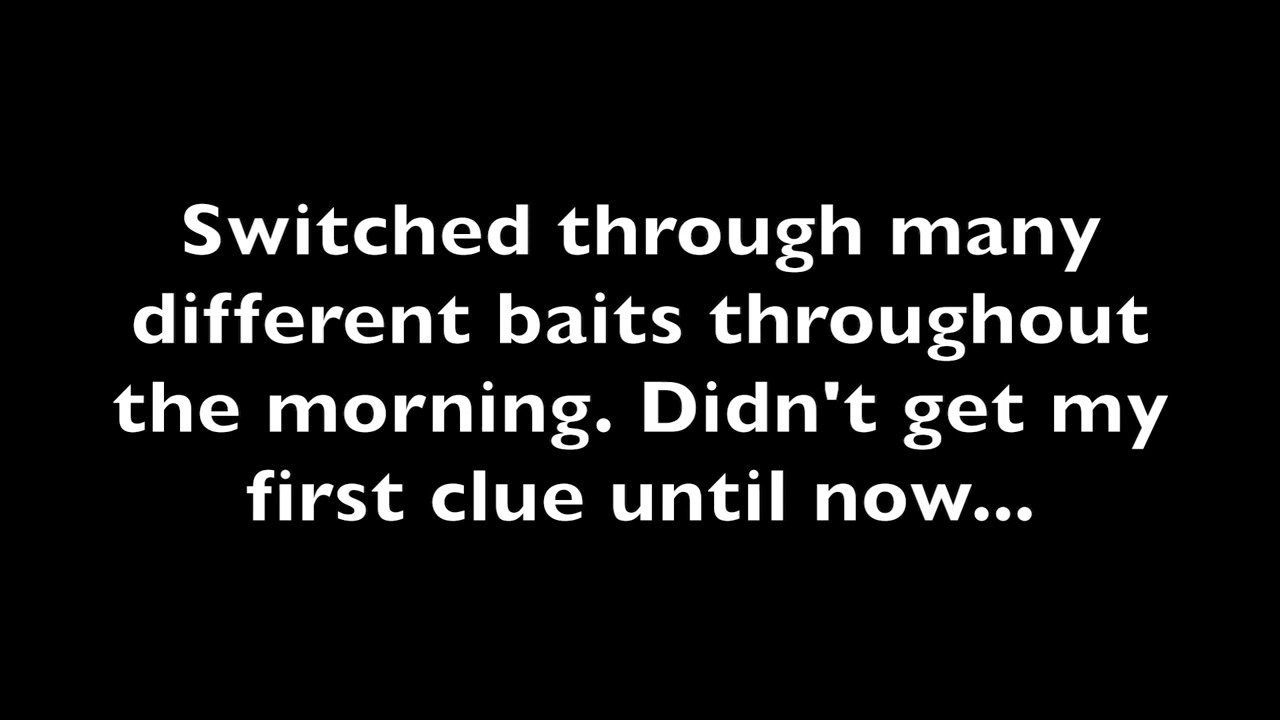 Switched through many
different baits throughout
the morning. Didn't get my
first clue until now...